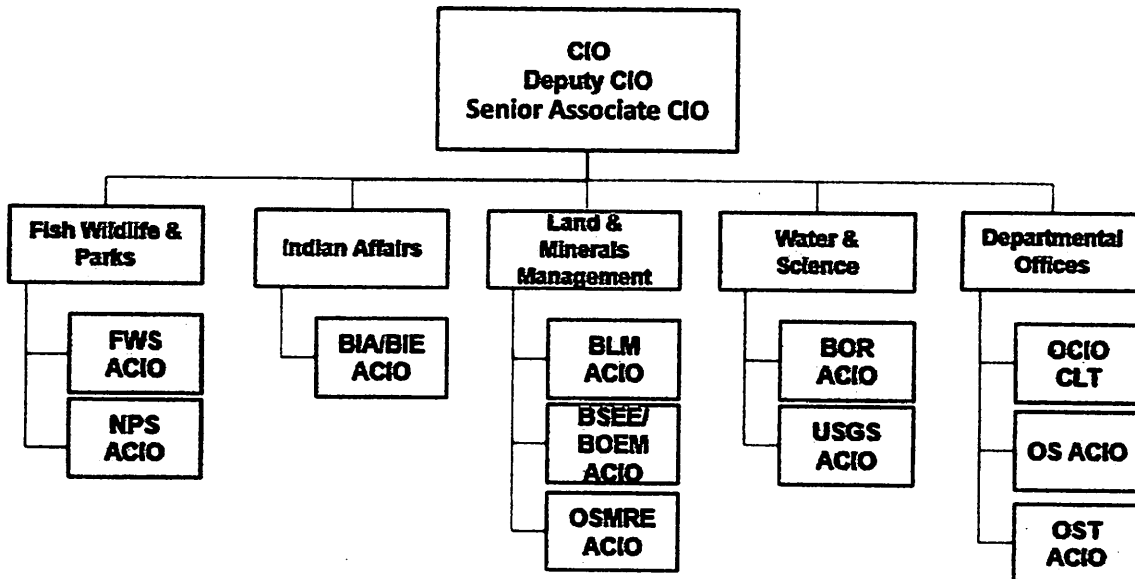 CIO
Deputy CIO
Senior Associate CIO
Fish Wildlife &
Parks
Indian Affairs
Land &
Minerals
Management
Water &
Science
Departmental
Offices
FWS
ACIO
NPS
ACIO
BIA/BIE
ACIO
BLM
ACIO
BSEE/
BOEM
ACIO
OSMRE
ACIO
BOR
ACIO
USGS
ACIO
OCIO
CLT
OS ACIO
OST
ACIO